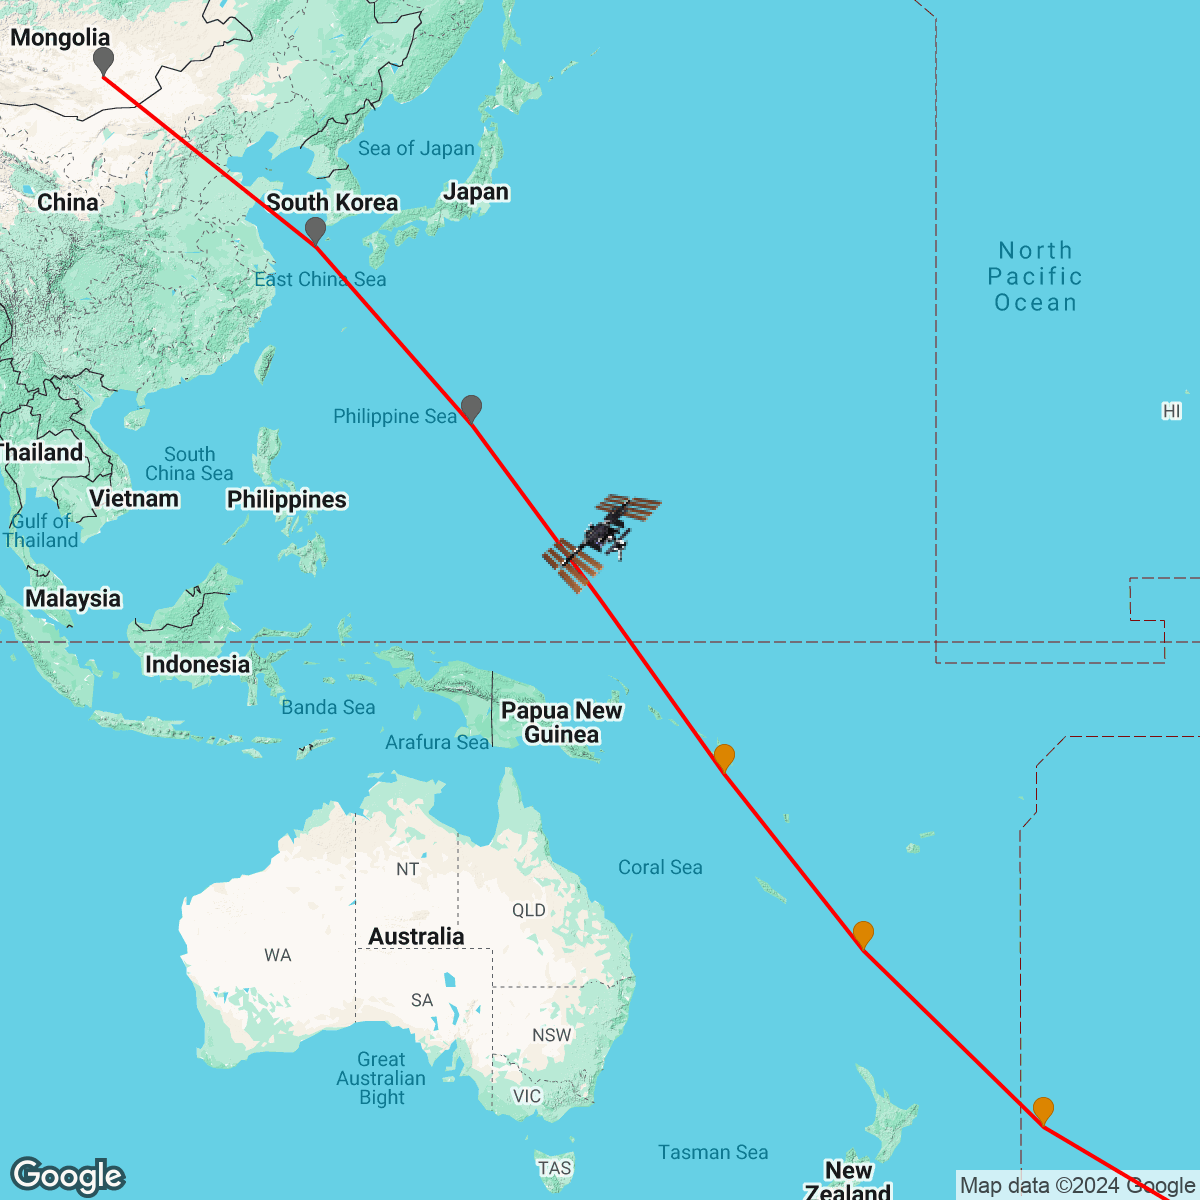 Mongolia
Sea of Japan
China
South Korea
Japan
North
Pacific
Ocean
East China Sea
HI
Philippine Sea
Thailand
South
China Sea
Vietnam
Philippines
Gulf of
Thailand
Malaysia
Indonesia
Banda Sea
Papua New
Guinea
Arafura Sea
Coral Sea
NT
QLD
Australia
WA
SA
NSW
Great
Australian
Bight
VIC
Tasman Sea
TAS
New
Zealand
Google
Map data ©2024 Google